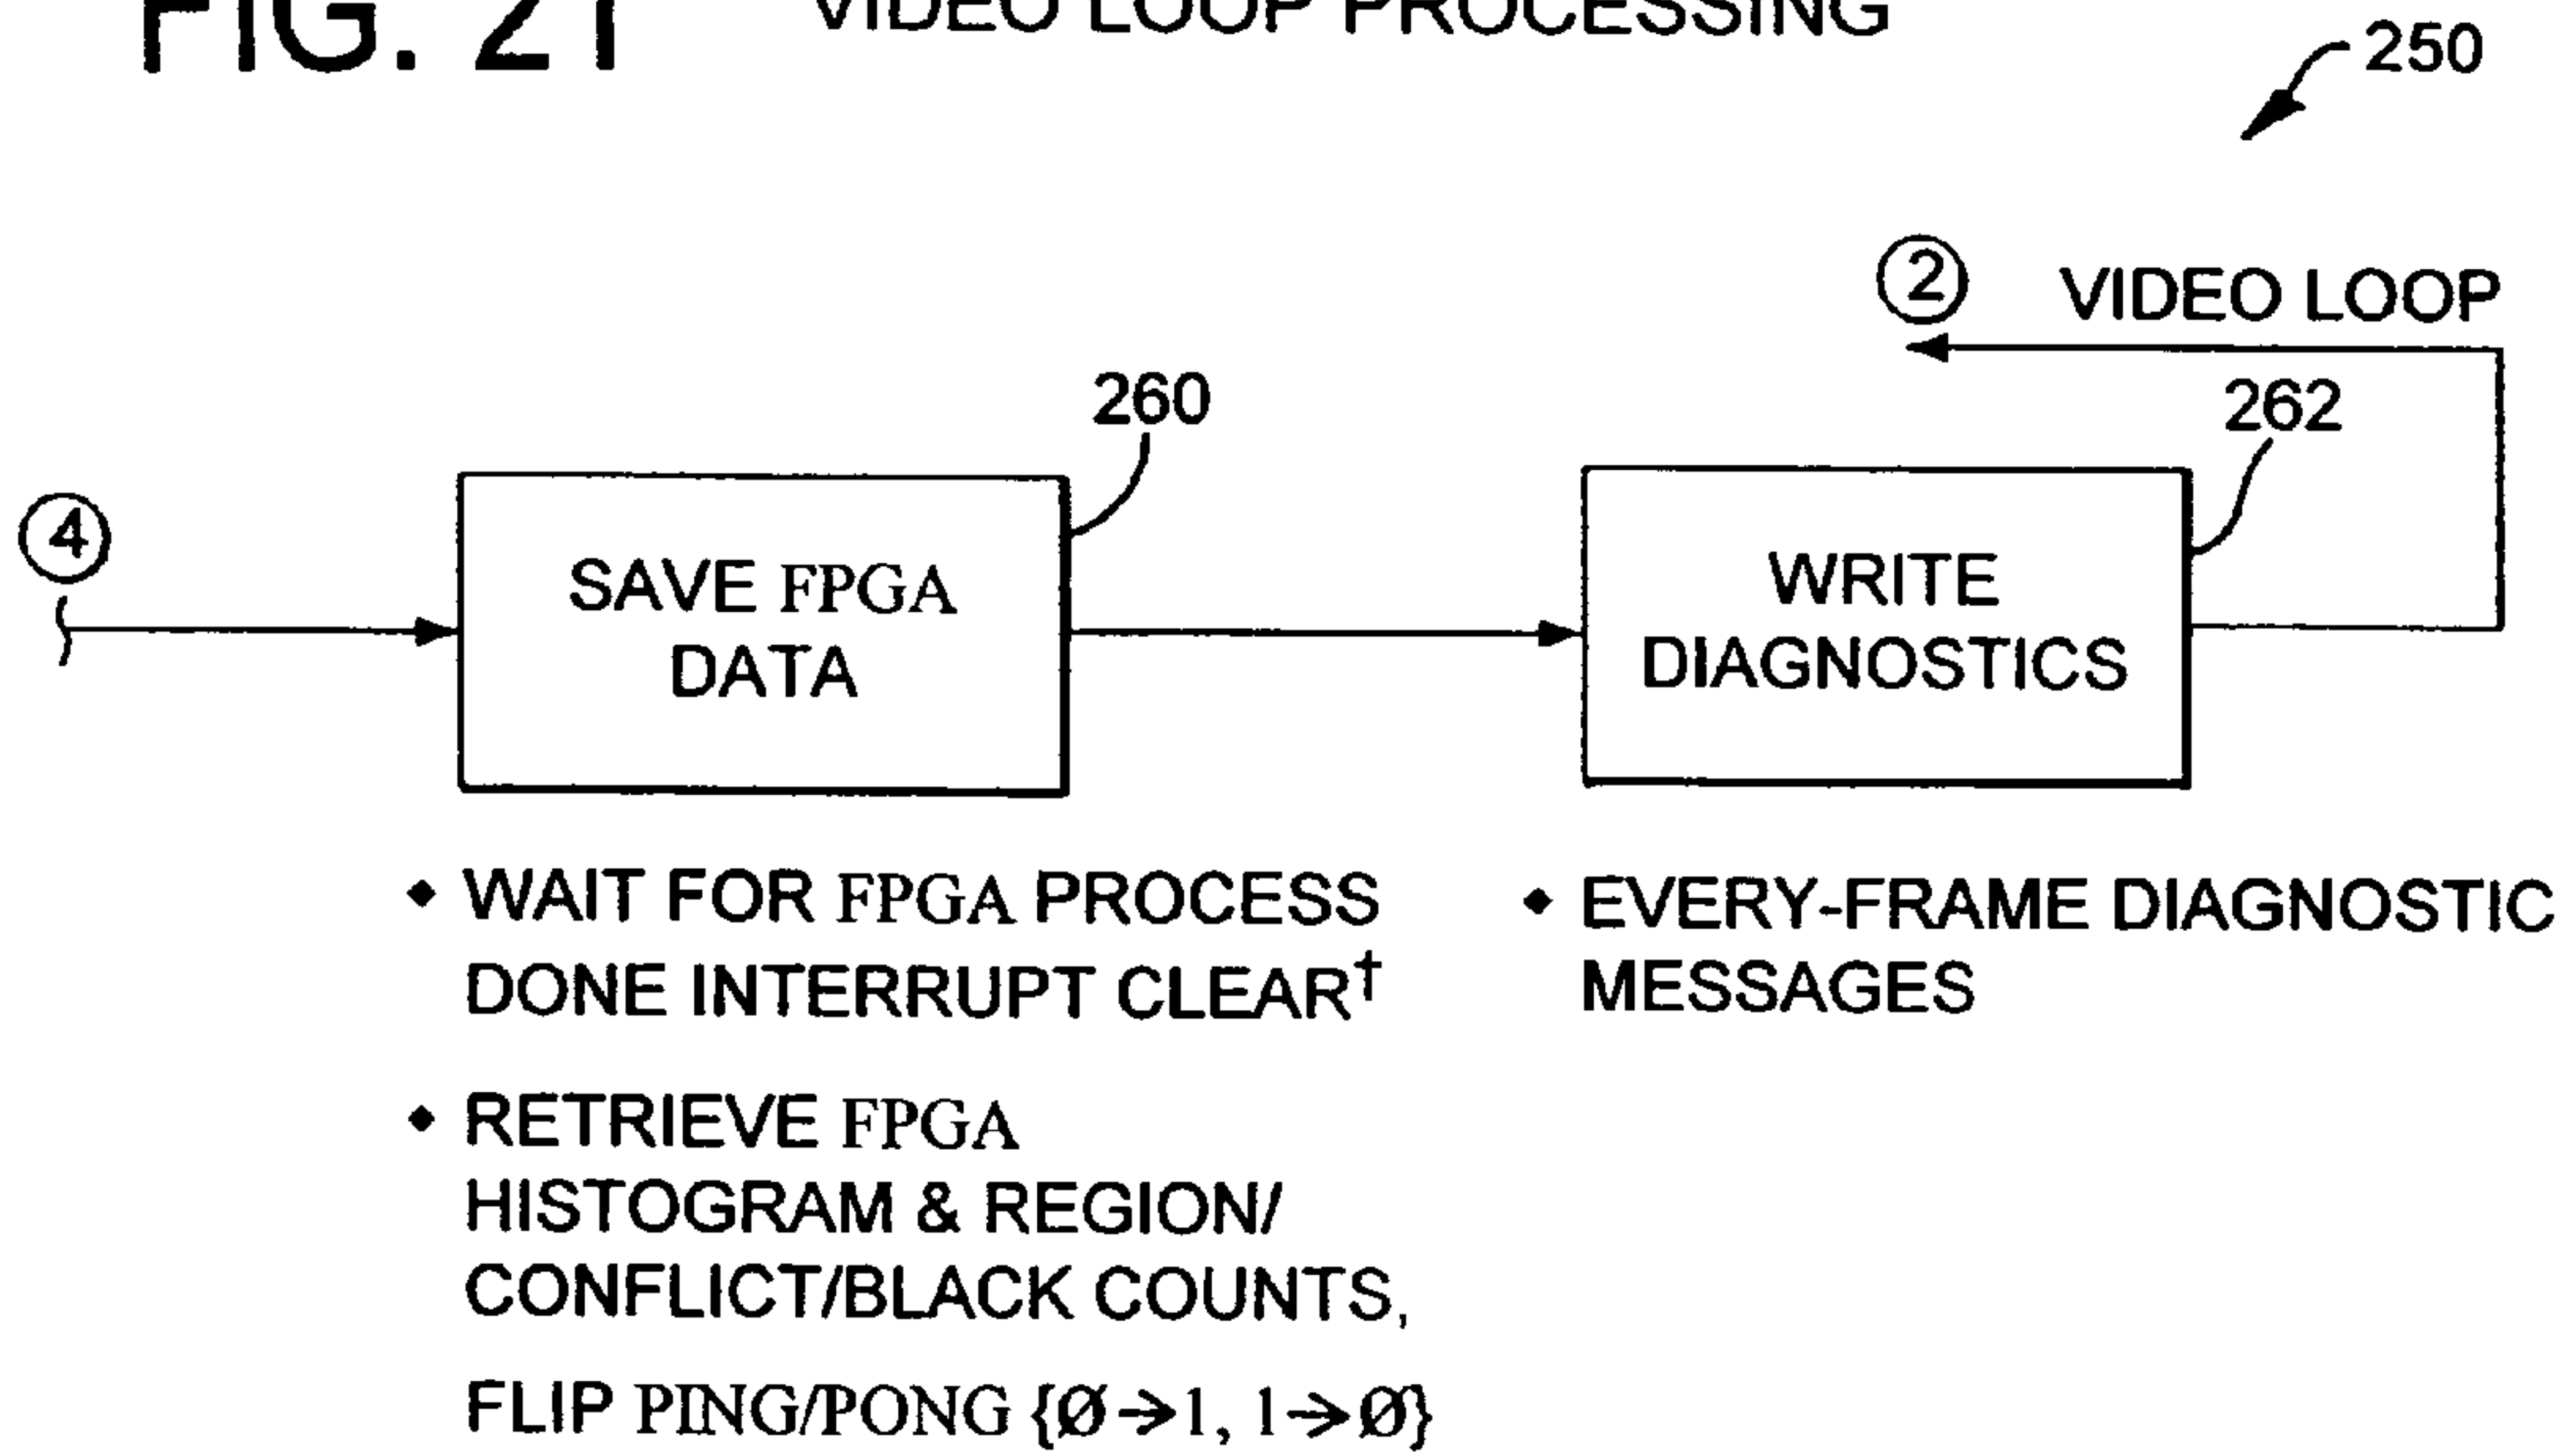 FIG. 21 VIDEO LOOP PROCESSING
250
2 VIDEO LOOP
260
262
4
SAVE FPGA
DATA
WRITE
DIAGNOSTICS
◆ WAIT FOR FPGA PROCESS
DONE INTERRUPT CLEAR†
◆ RETRIEVE FPGA
HISTOGRAM & REGION/
CONFLICT/BLACK COUNTS,
FLIP PING/PONG {Ø→1, 1→Ø}
◆ EVERY-FRAME DIAGNOSTIC
MESSAGES